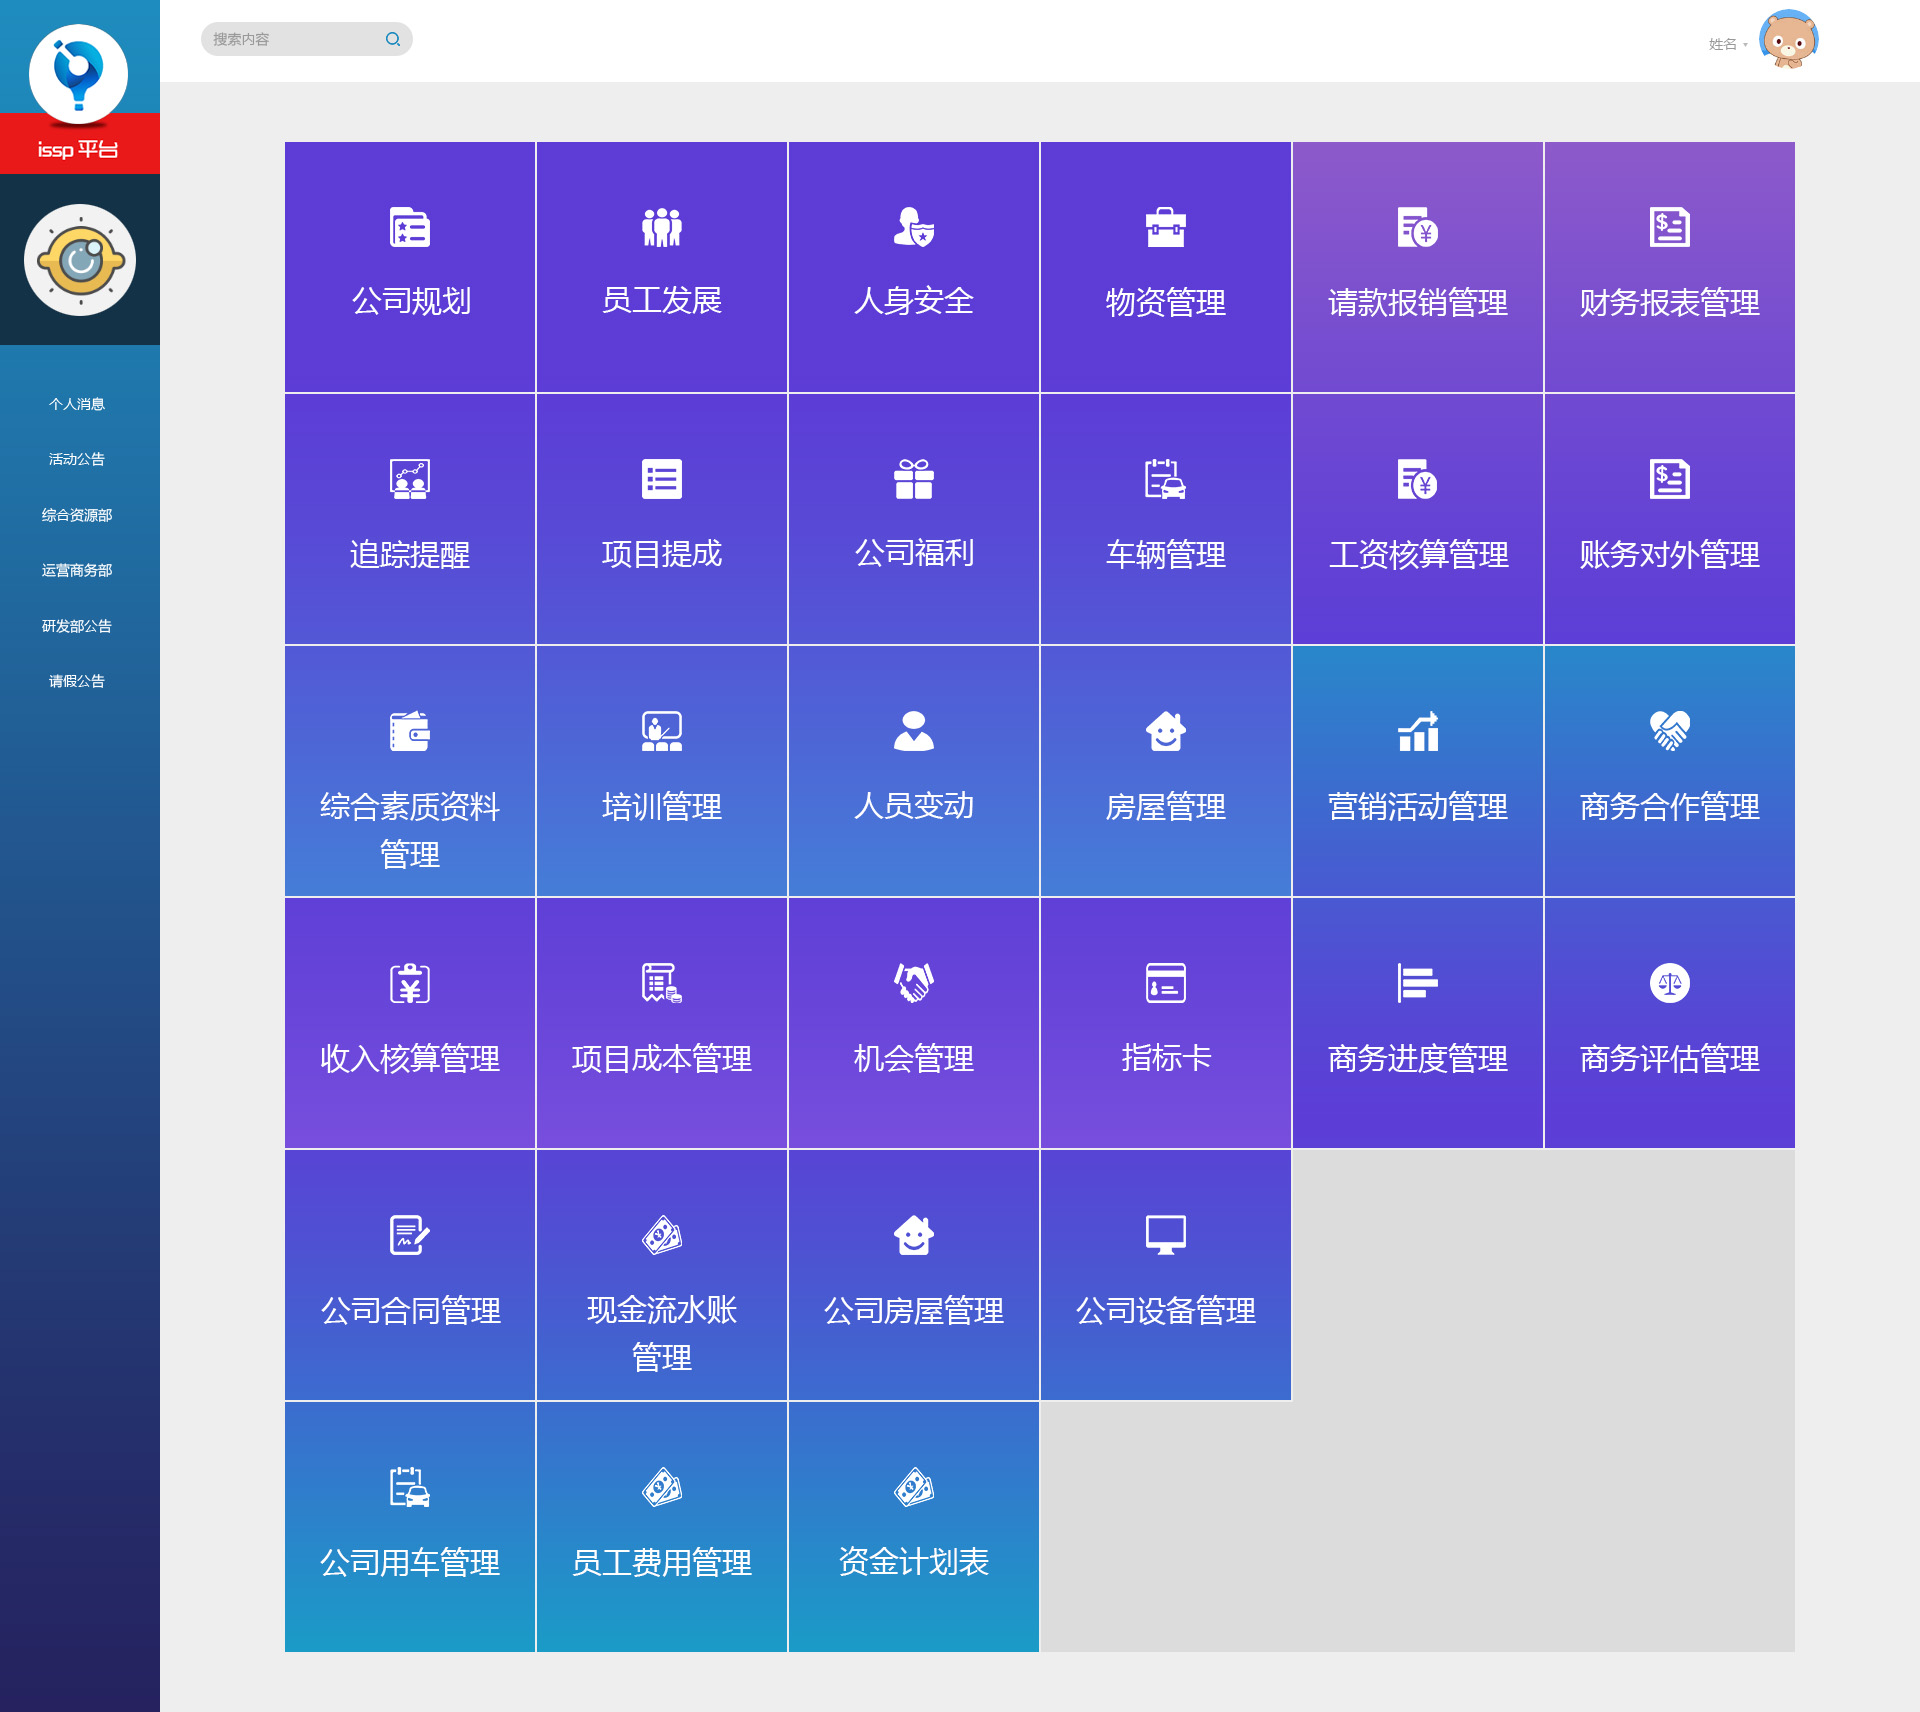 搜索内容
姓名
issp 平台
个人消息
活动公告
综合资源部
运营商务部
研发部公告
请假公告
公司规划
员工发展
人身安全
物资管理
请款报销管理
财务报表管理
追踪提醒
项目提成
公司福利
车辆管理
工资核算管理
账务对外管理
综合素质资料
管理
培训管理
人员变动
房屋管理
营销活动管理
商务合作管理
收入核算管理
项目成本管理
机会管理
指标卡
商务进度管理
商务评估管理
公司合同管理
现金流水账
管理
公司房屋管理
公司设备管理
公司用车管理
员工费用管理
资金计划表